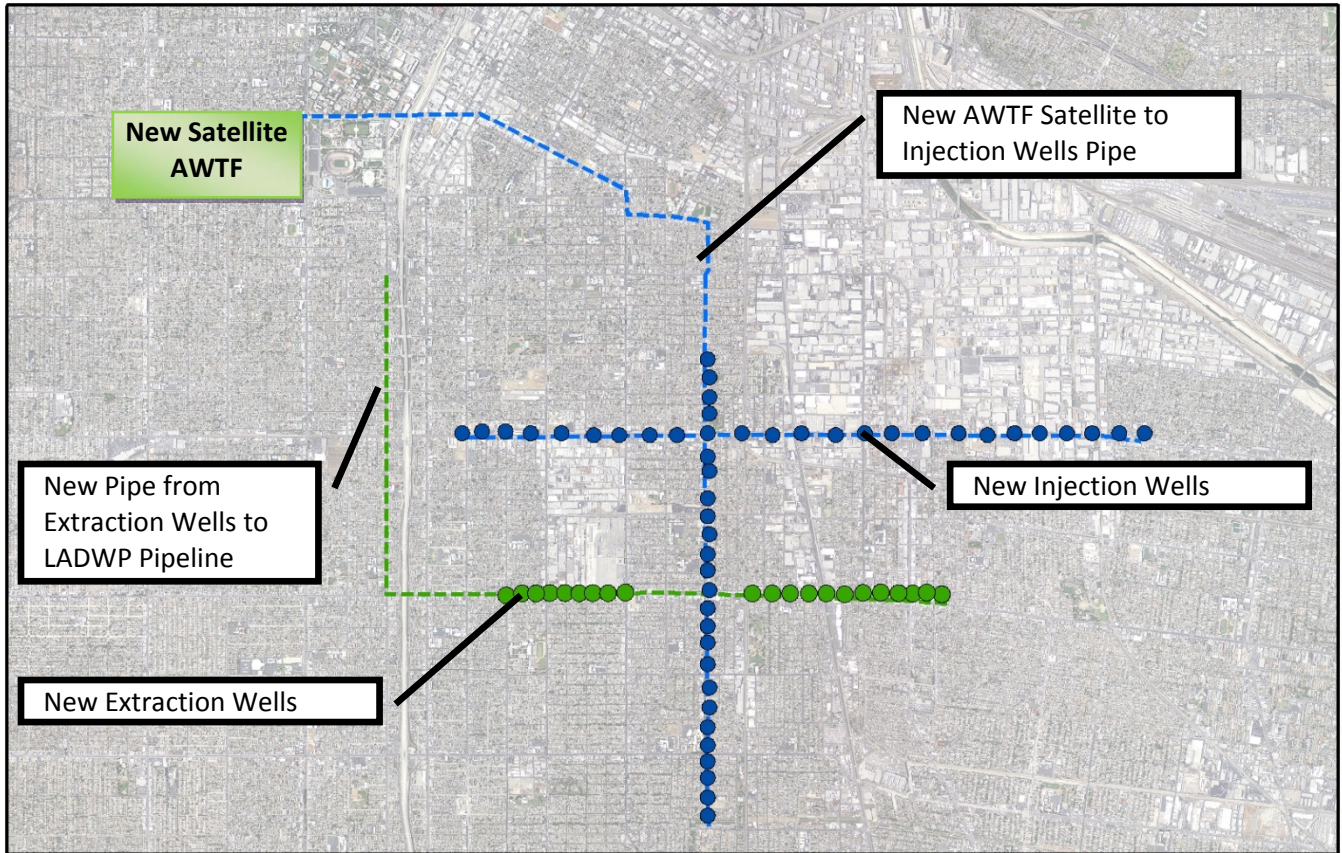 New Satellite
AWTF
New AWTF Satellite to
Injection Wells Pipe
New Pipe from
Extraction Wells to
LADWP Pipeline
New Injection Wells
New Extraction Wells